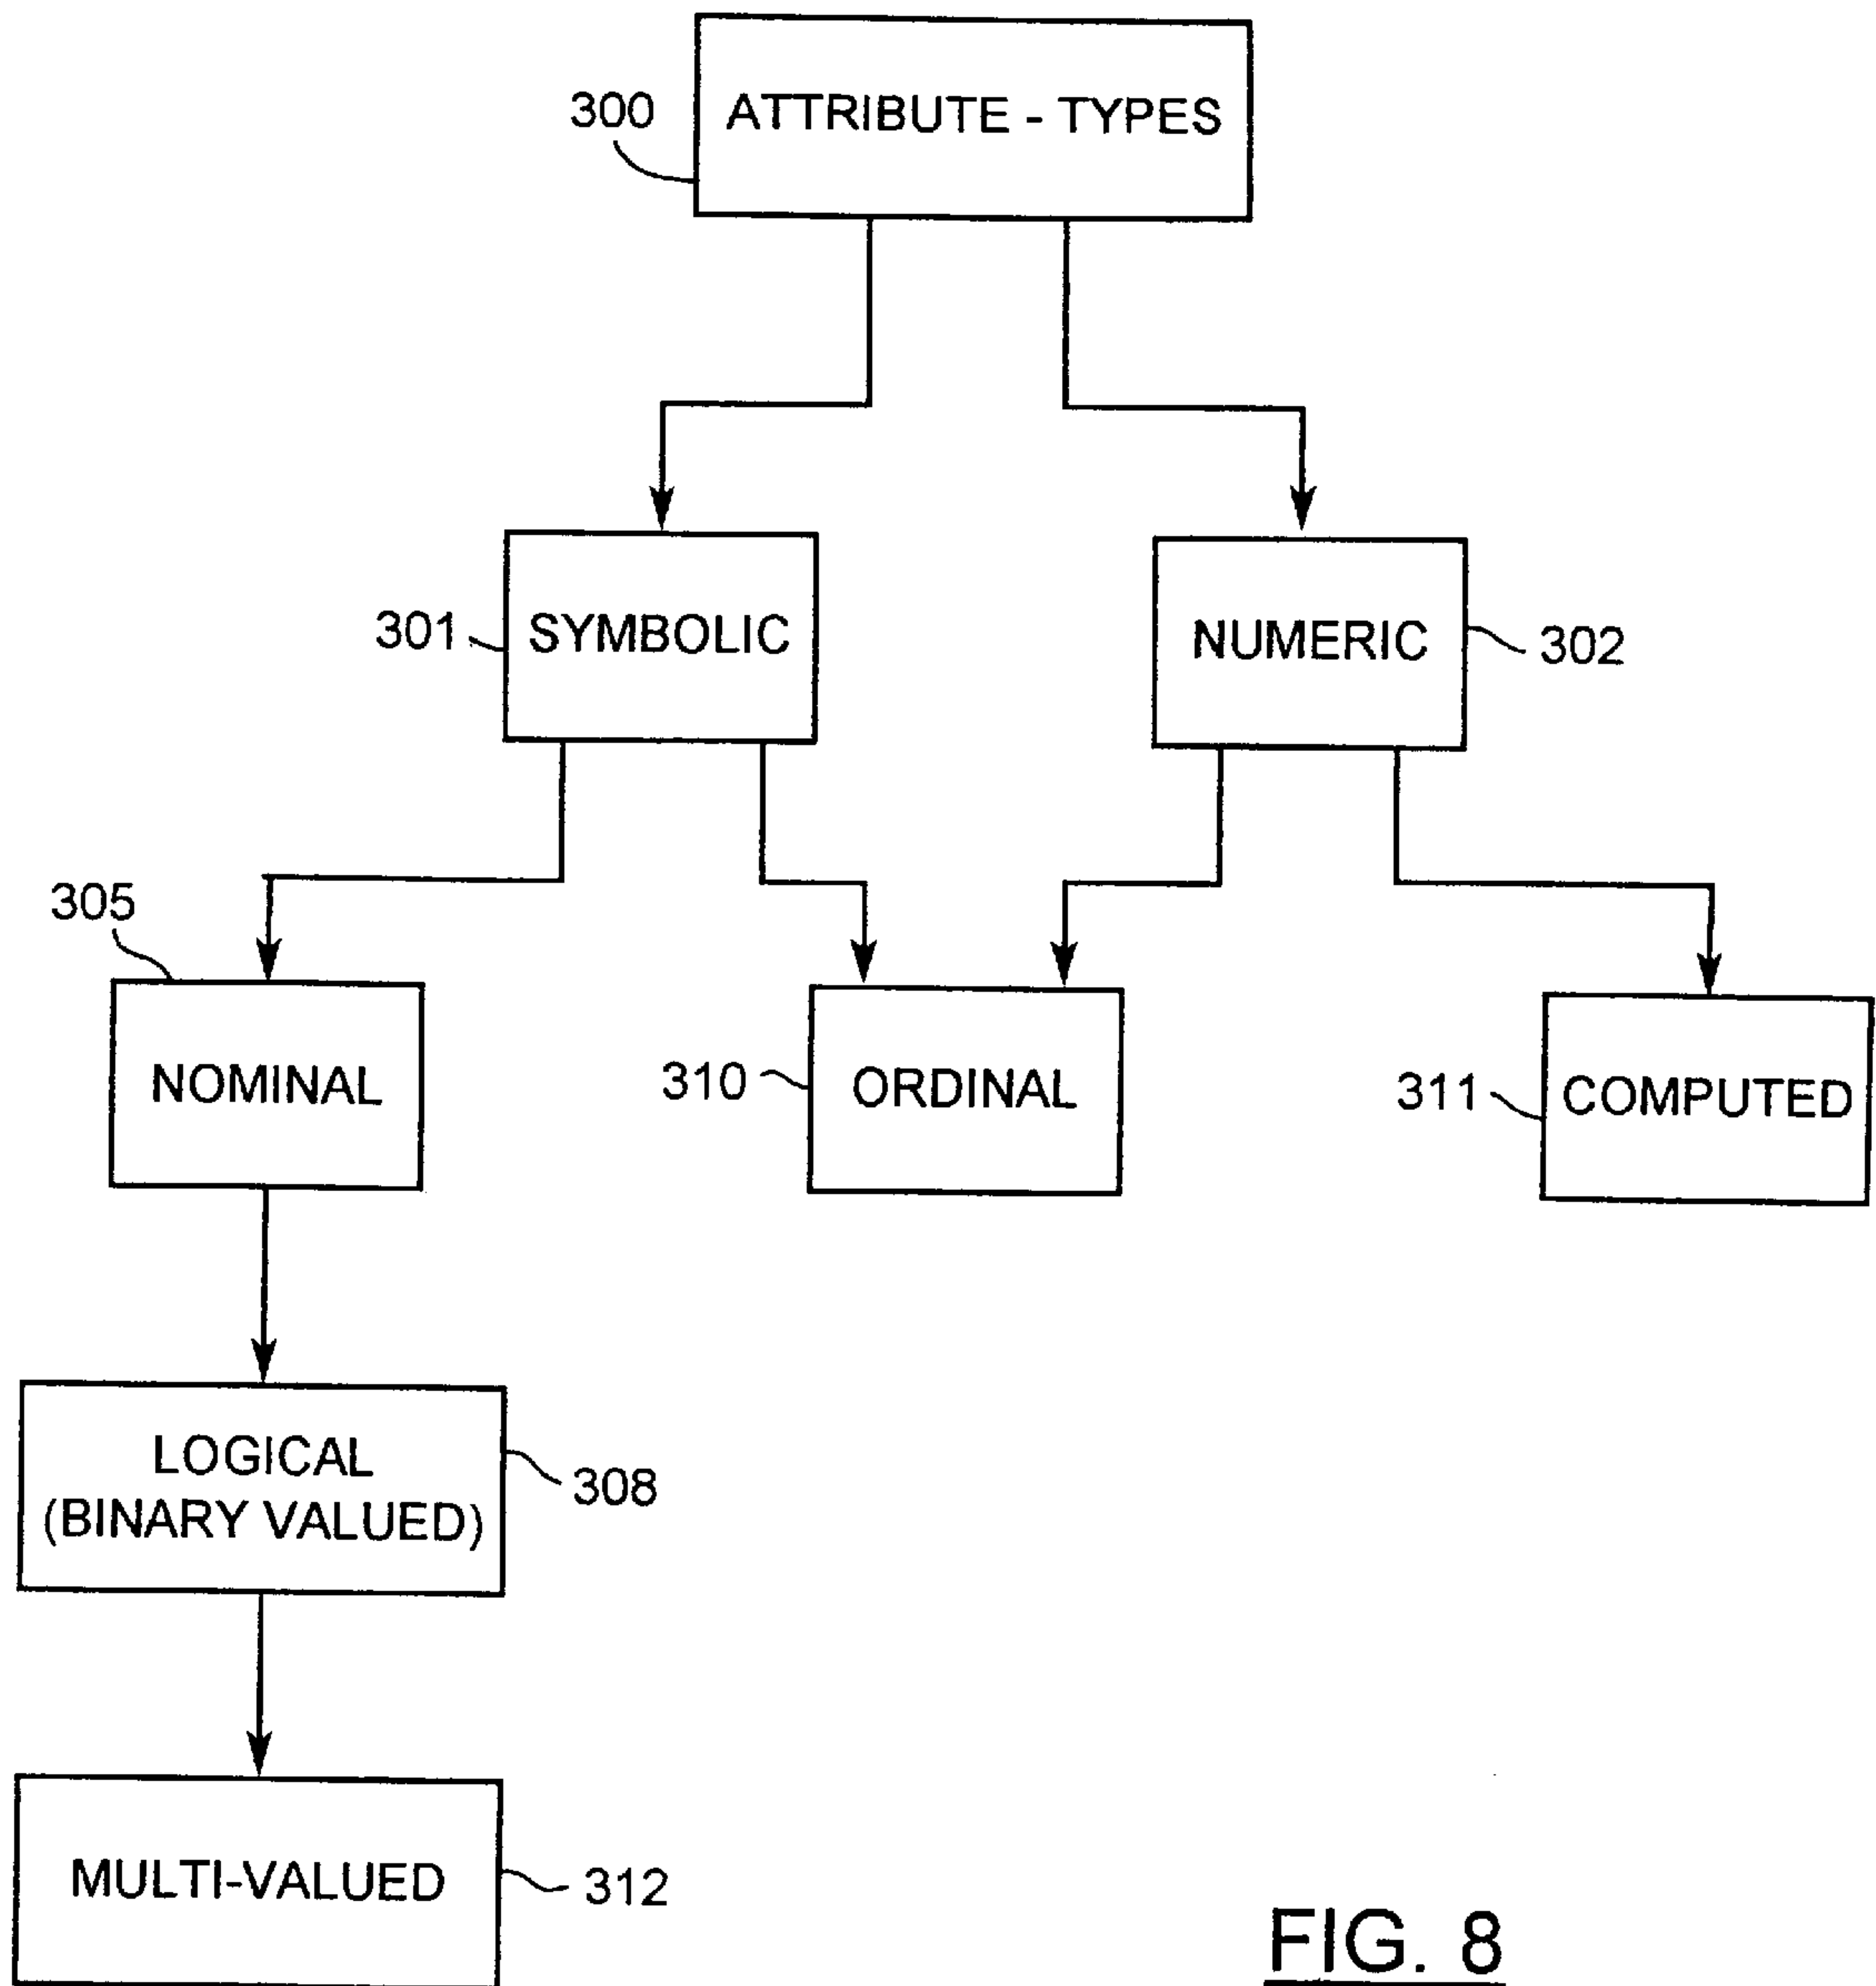 300
ATTRIBUTE - TYPES
301
SYMBOLIC
NUMERIC
302
305
NOMINAL
310
ORDINAL
311
COMPUTED
LOGICAL
(BINARY VALUED)
308
MULTI-VALUED
312
FIG. 8